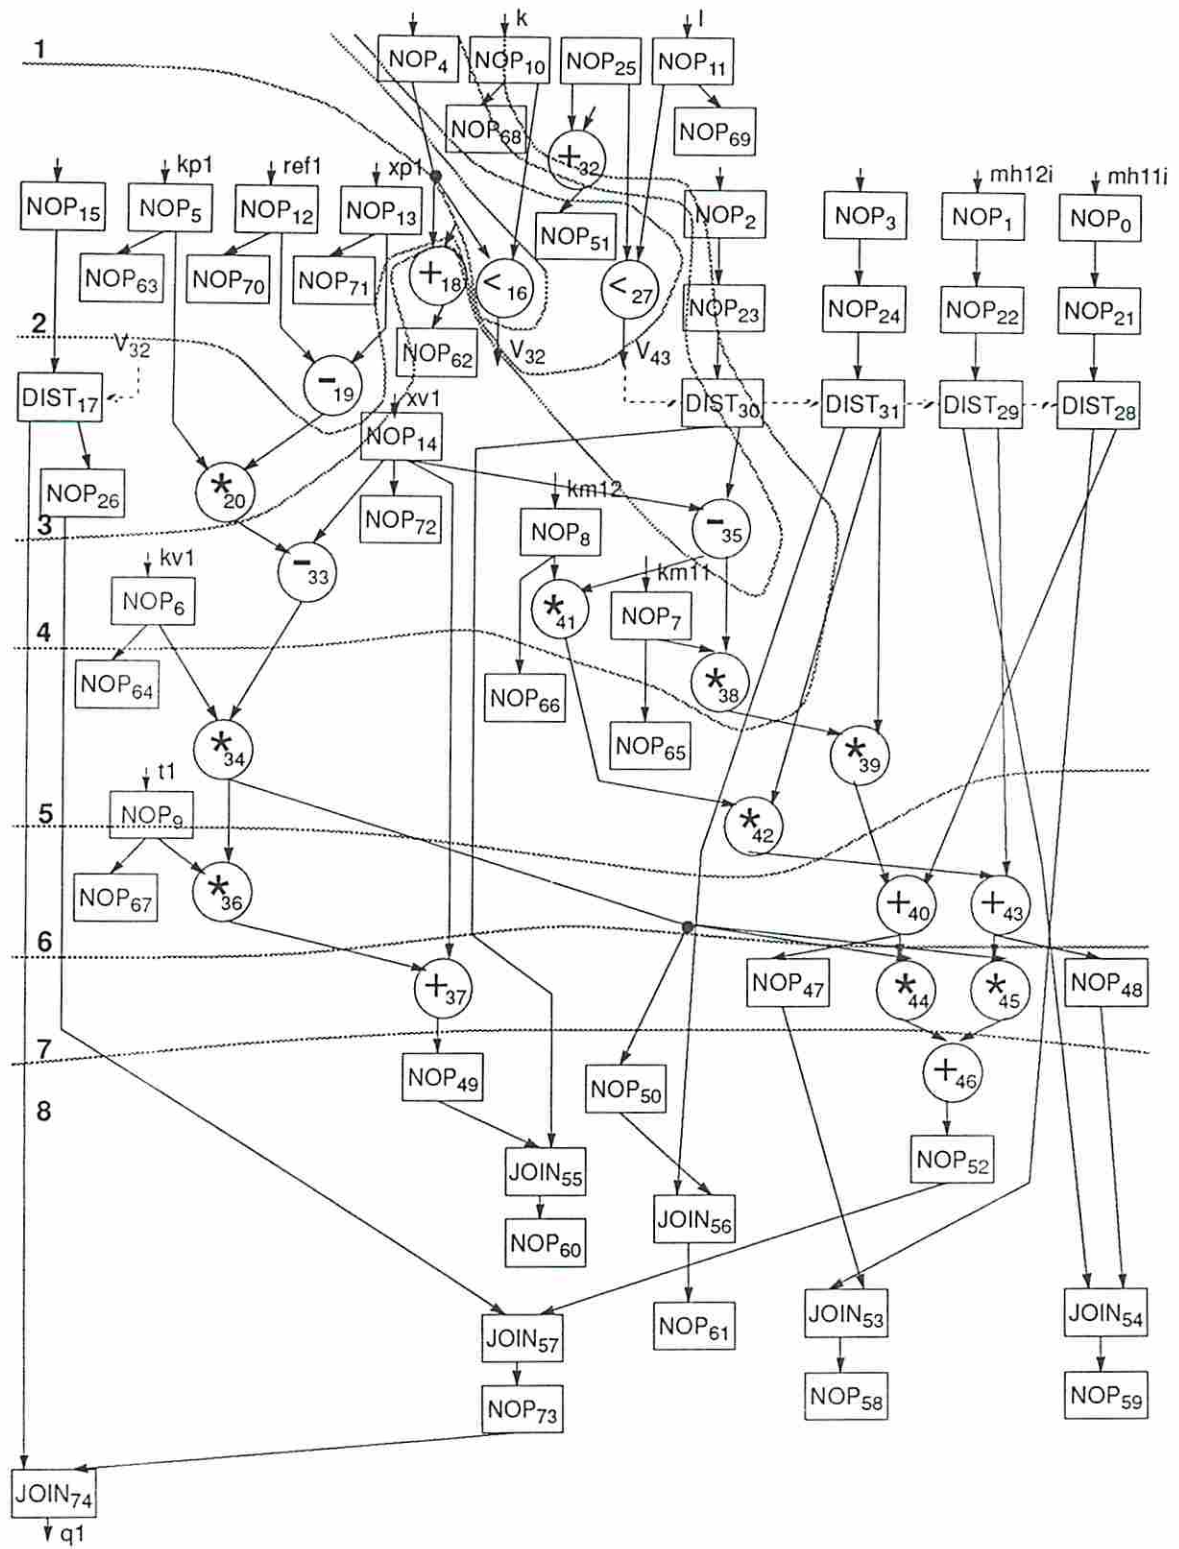 k
l
1
NOP4
NOP10
NOP25
NOP11
NOP68
NOP69
+32
kp1
ref1
xp1
mh12i
mh11i
NOP15
NOP5
NOP12
NOP13
NOP2
NOP3
NOP1
NOP0
NOP51
NOP63
NOP70
NOP71
+18
<16
<27
NOP23
NOP24
NOP22
NOP21
2
V32
NOP62
V32
V43
-19
DIST17
xv1
DIST30
DIST31
DIST29
DIST28
NOP14
*20
NOP26
km12
NOP72
NOP8
-35
3
kv1
-33
km11
NOP6
*41
NOP7
4
NOP64
NOP66
*38
*34
NOP65
*39
t1
5
NOP9
*42
NOP67
*36
+40
+43
6
+37
NOP47
*44
*45
NOP48
7
NOP49
NOP50
+46
8
JOIN55
NOP52
JOIN56
NOP60
JOIN57
NOP61
JOIN53
JOIN54
NOP73
NOP58
NOP59
JOIN74
q1